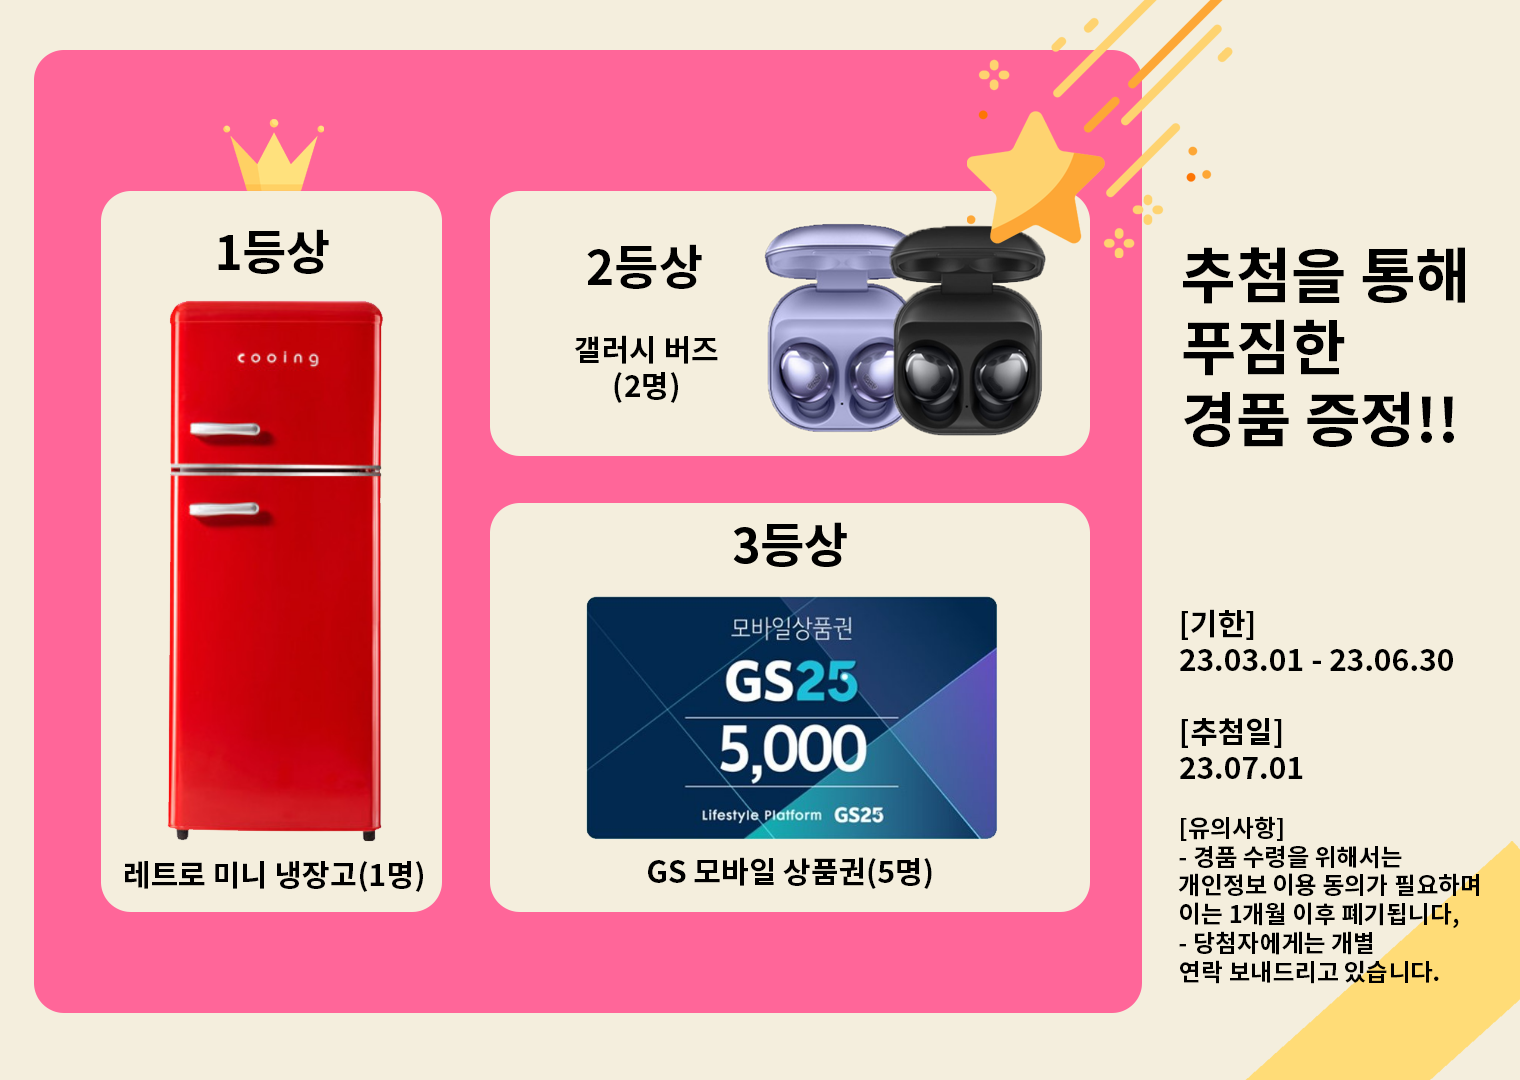 1등상
cooing
레트로 미니 냉장고(1명)
2등상
갤러시 버즈
(2명)
3등상
모바일상품권
GS25
5,000
Lifestyle Platform GS25
GS 모바일 상품권(5명)
추첨을 통해
푸짐한
경품 증정!!
[기한]
23.03.01 - 23.06.30
[추첨일]
23.07.01
[유의사항]
- 경품 수령을 위해서는
개인정보 이용 동의가 필요하며
이는 1개월 이후 폐기됩니다,
- 당첨자에게는 개별
연락 보내드리고 있습니다.